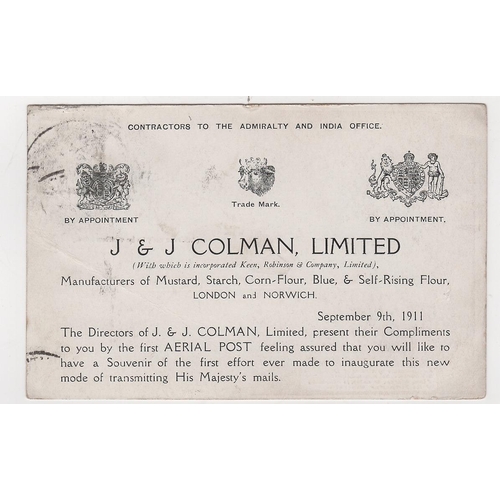 CONTRACTORS TO THE ADMIRALTY AND INDIA OFFICE.
BY APPOINTMENT
Trade Mark.
BY APPOINTMENT,
J & J COLMAN, LIMITED
(With which is incorporated Keen, Robinson & Company, Limited),
Manufacturers of Mustard, Starch, Corn-Flour, Blue, & Self-Rising Flour,
LONDON and NORWICH.
September 9th, 1911
The Directors of J. & J. COLMAN, Limited, present their Compliments
to you by the first AERIAL POST feeling assured that you will like to
have a Souvenir of the first effort ever made to inaugurate this new
mode of transmitting His Majesty's mails.